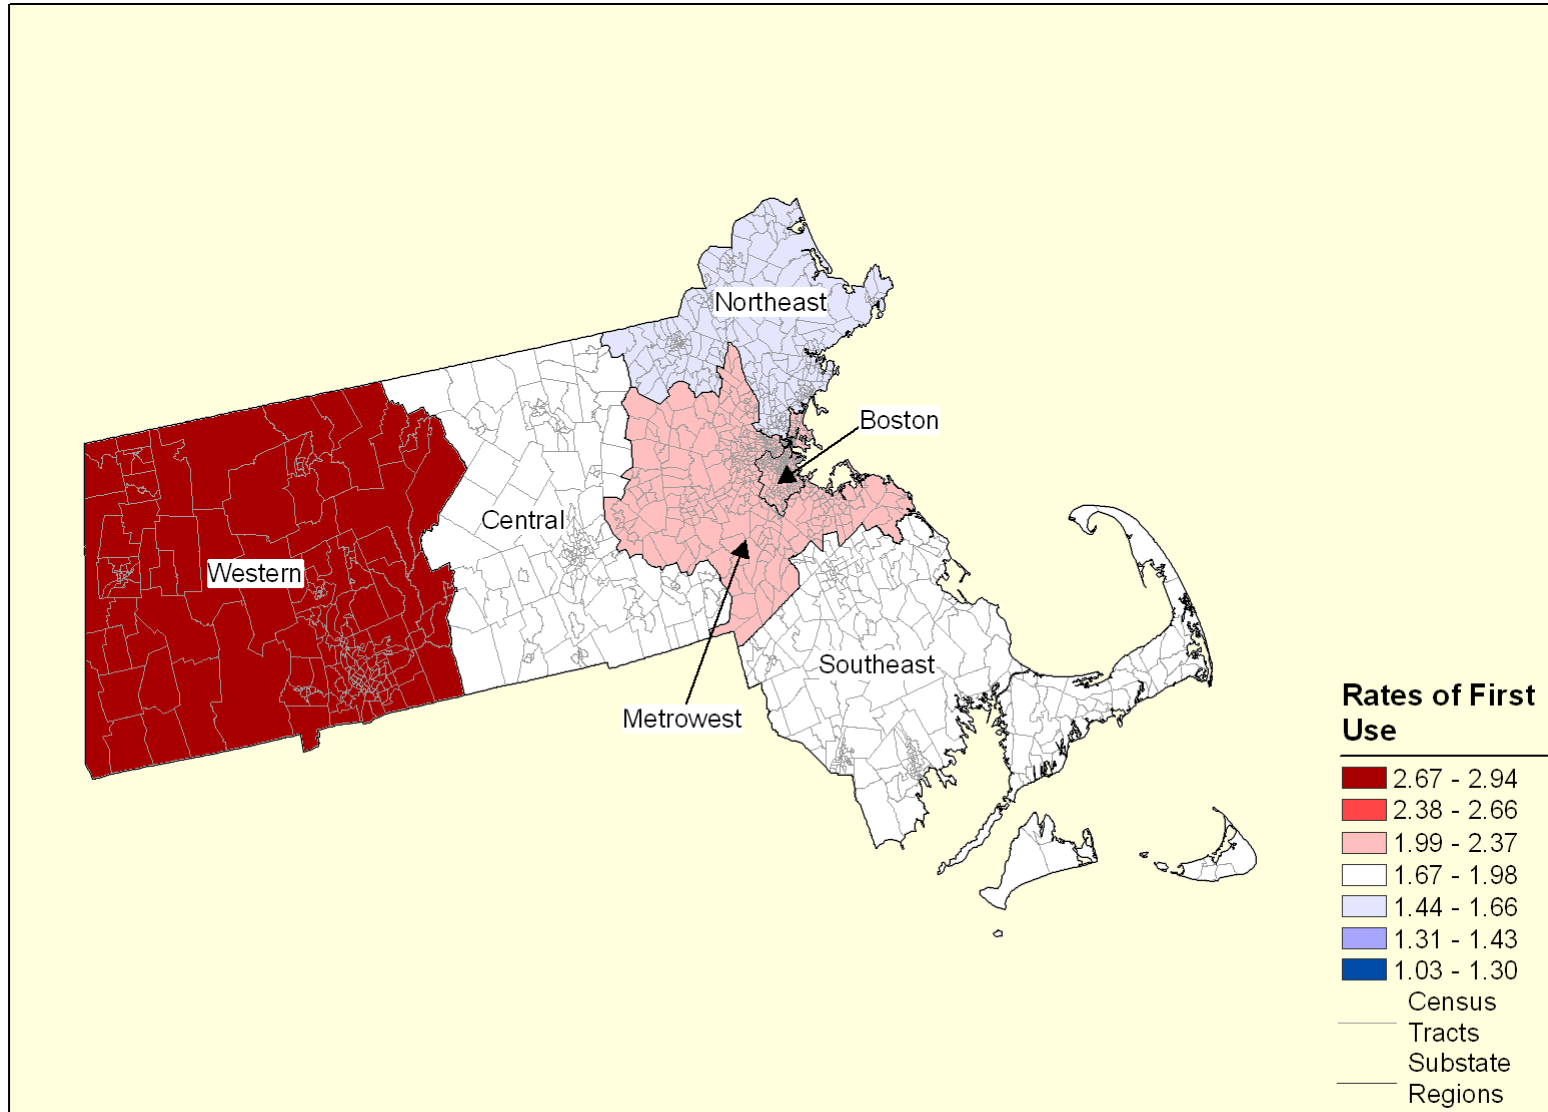 Northeast
Boston
Central
Western
Southeast
Metrowest
Rates of First
Use
2.67 - 2.94
2.38 - 2.66
1.99 - 2.37
1.67 - 1.98
1.44 - 1.66
1.31 - 1.43
1.03 - 1.30
Census
Tracts
Substate
Regions